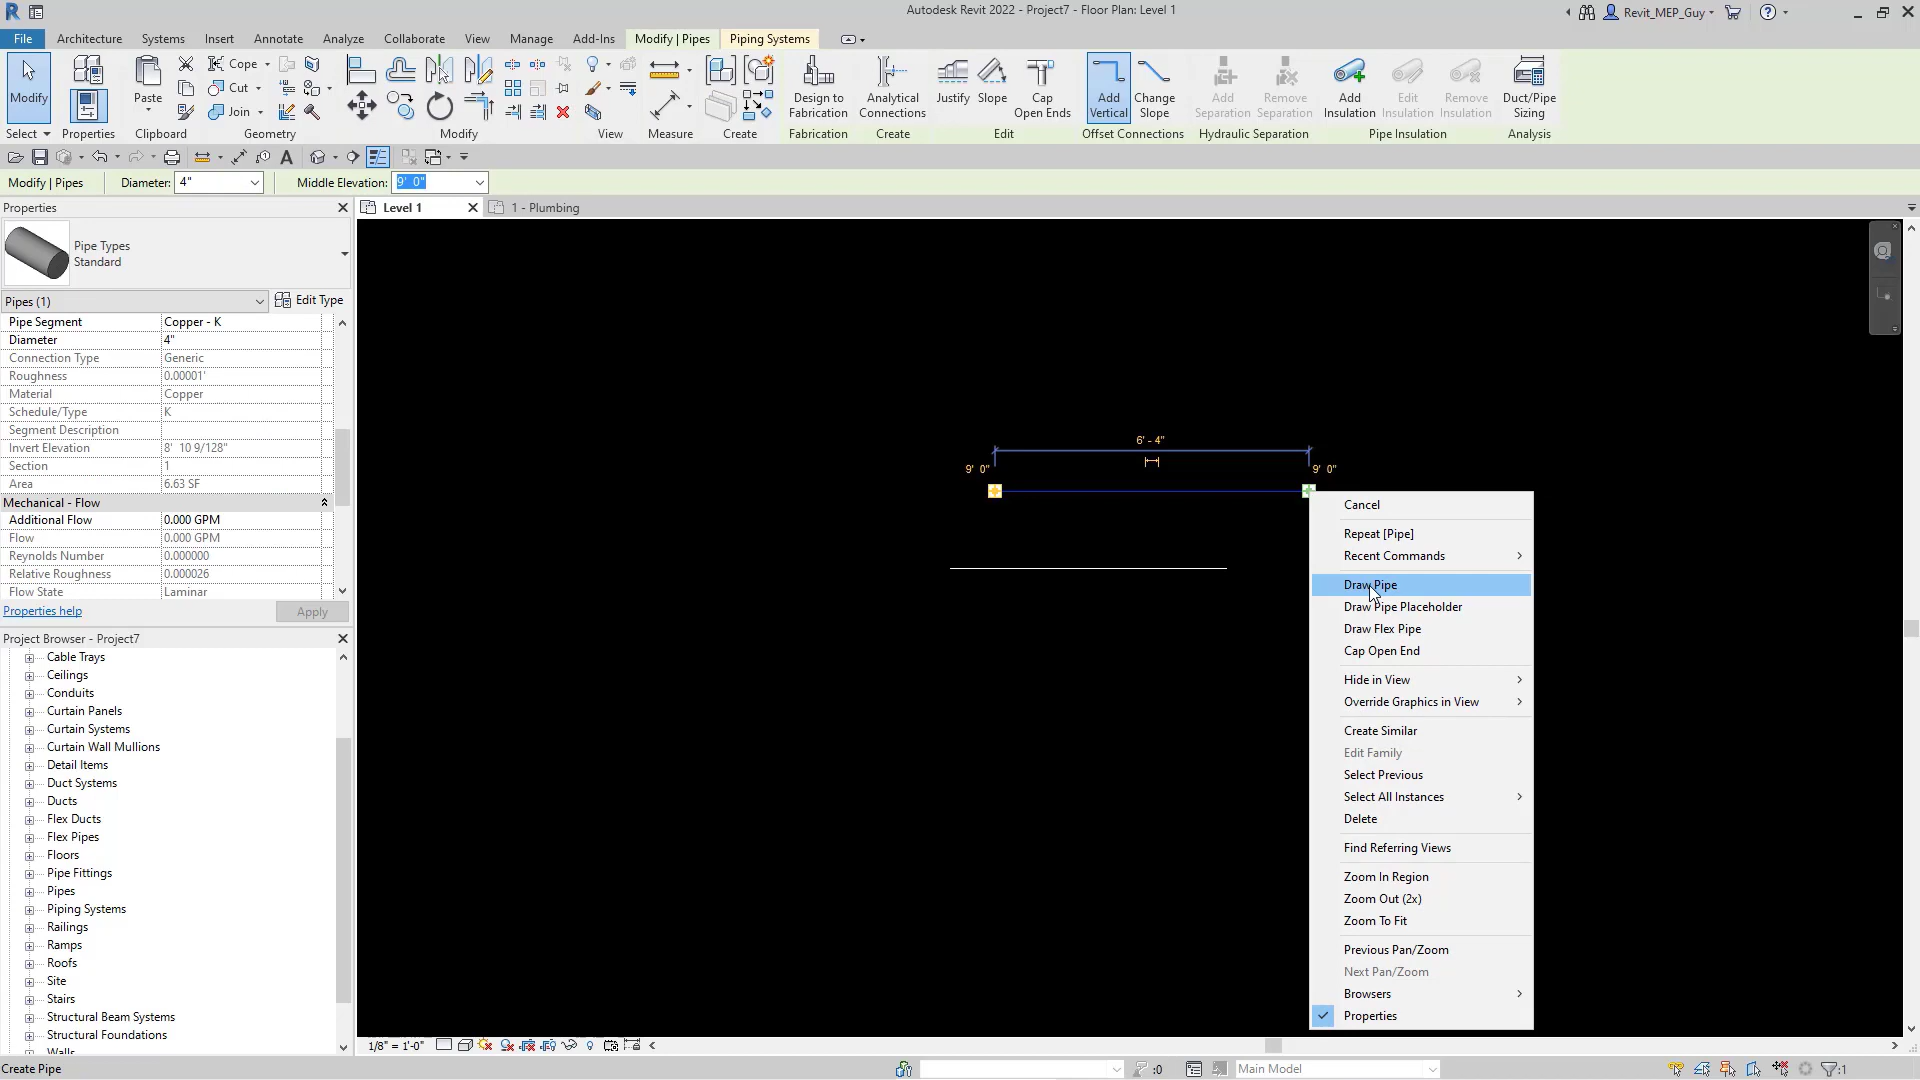 Autodesk Revit 2022 - Project7 - Floor Plan: Level 1
Revit_MEP_Guy
File Architecture Systems Insert Annotate Analyze Collaborate View Manage Add-Ins Modify | Pipes Piping Systems
Modify
Paste
Cope
Cut
Join
Design to
Fabrication
Analytical
Connections
Justify
Slope
Cap
Open Ends
Add
Vertical
Change
Slope
Add
Separation
Remove
Separation
Add
Insulation
Edit
Insulation
Remove
Insulation
Duct/Pipe
Sizing
Select Properties Clipboard Geometry Modify View Measure Create Fabrication Create Edit Offset Connections Hydraulic Separation Pipe Insulation Analysis
Modify | Pipes Diameter: 4" Middle Elevation: 9' 0"
Properties
Level 1
1 - Plumbing
Pipe Types
Standard
Pipes (1) Edit Type
Pipe Segment Copper - K
Diameter 4"
Connection Type Generic
Roughness 0.00001'
Material Copper
Schedule/Type K
Segment Description
Invert Elevation 8' 10 9/128"
Section 1
Area 6.63 SF
Mechanical - Flow
Additional Flow 0.000 GPM
Flow 0.000 GPM
Reynolds Number 0.000000
Relative Roughness 0.000026
Flow State Laminar
Properties help Apply
Project Browser - Project7
Cable Trays
Ceilings
Conduits
Curtain Panels
Curtain Systems
Curtain Wall Mullions
Detail Items
Duct Systems
Ducts
Flex Ducts
Flex Pipes
Floors
Pipe Fittings
Pipes
Piping Systems
Railings
Ramps
Roofs
Site
Stairs
Structural Beam Systems
Structural Foundations
Walls
6' - 4"
9' 0" 9' 0"
Cancel
Repeat [Pipe]
Recent Commands
Draw Pipe
Draw Pipe Placeholder
Draw Flex Pipe
Cap Open End
Hide in View
Override Graphics in View
Create Similar
Edit Family
Select Previous
Select All Instances
Delete
Find Referring Views
Zoom In Region
Zoom Out (2x)
Zoom To Fit
Previous Pan/Zoom
Next Pan/Zoom
Browsers
Properties
1/8" = 1'-0"
Create Pipe
:0
Main Model
:1